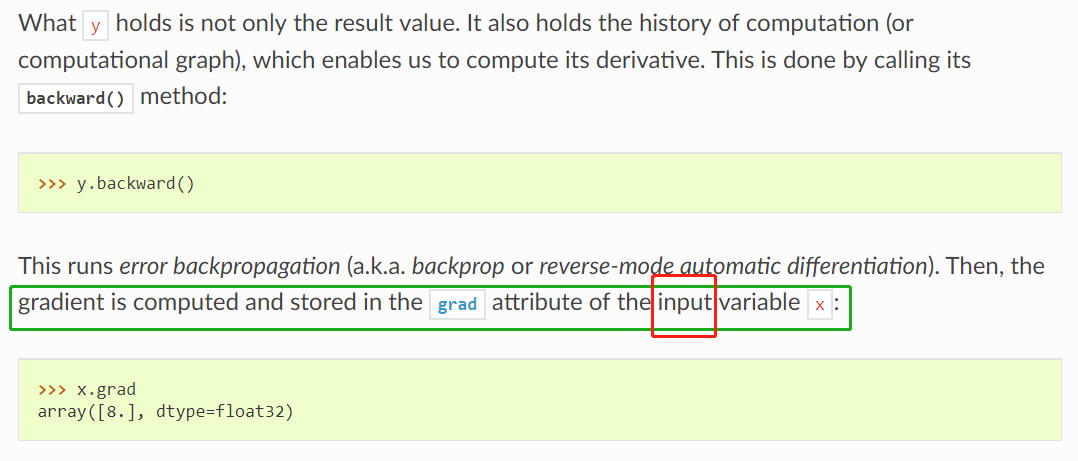 What y holds is not only the result value. It also holds the history of computation (or
computational graph), which enables us to compute its derivative. This is done by calling its
backward() method:
>>> y.backward()
This runs error backpropagation (a.k.a. backprop or reverse-mode automatic differentiation). Then, the
gradient is computed and stored in the grad attribute of the input variable x:
>>> x.grad
array([8.], dtype=float32)